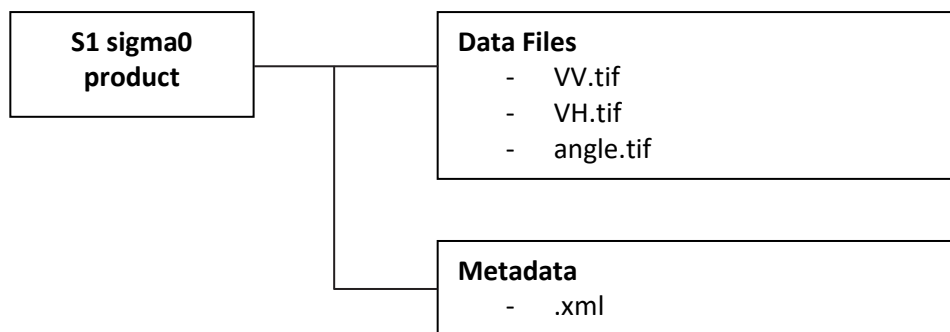 S1 sigma0
product
Data Files
- VV.tif
- VH.tif
- angle.tif
Metadata
- .xml